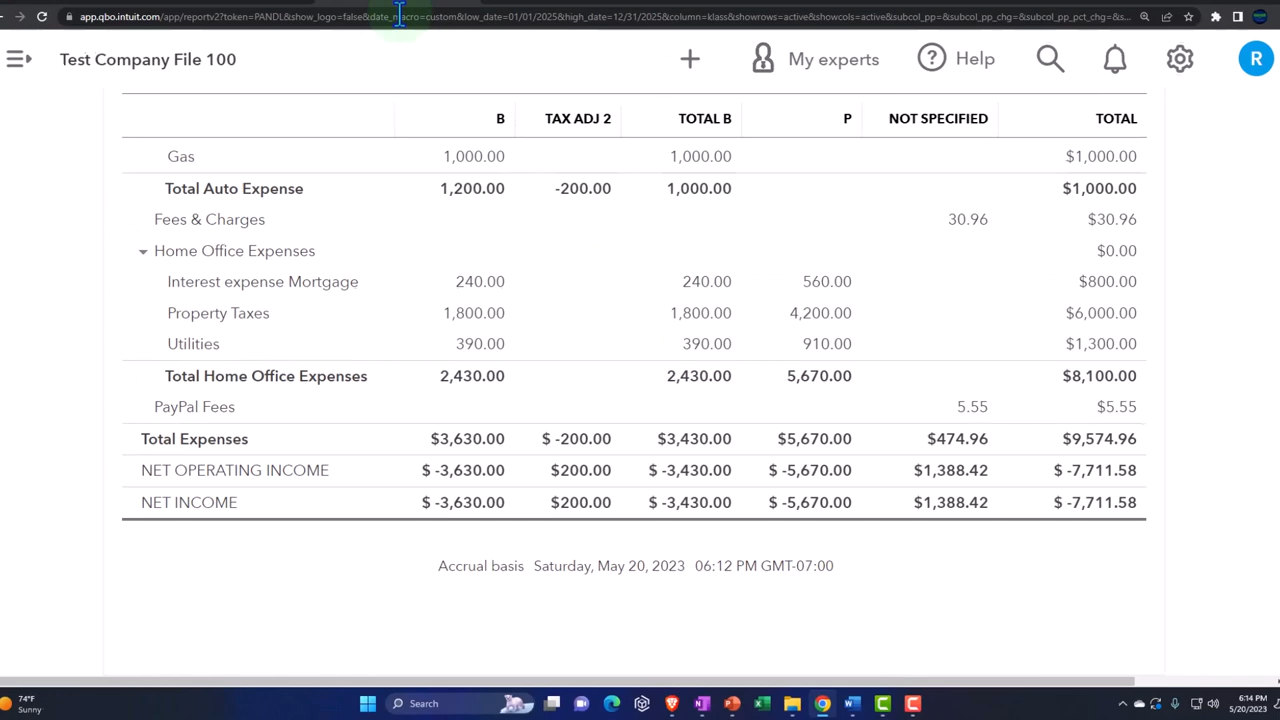 app.qbo.intuit.com/app/reportv2?token=PANDL&show_logo=false&date_macro=custom&low_date=01/01/2025&high_date=12/31/2025&column=klass&showrows=active&showcols=active&subcol_pp=&subcol_pp_chg=&subcol_pp_pct_chg=&s...
Test Company File 100 My experts Help R
B TAX ADJ 2 TOTAL B P NOT SPECIFIED TOTAL
Gas 1,000.00 1,000.00 $1,000.00
Total Auto Expense 1,200.00 -200.00 1,000.00 $1,000.00
Fees & Charges 30.96 $30.96
Home Office Expenses $0.00
Interest expense Mortgage 240.00 240.00 560.00 $800.00
Property Taxes 1,800.00 1,800.00 4,200.00 $6,000.00
Utilities 390.00 390.00 910.00 $1,300.00
Total Home Office Expenses 2,430.00 2,430.00 5,670.00 $8,100.00
PayPal Fees 5.55 $5.55
Total Expenses $3,630.00 $ -200.00 $3,430.00 $5,670.00 $474.96 $9,574.96
NET OPERATING INCOME $ -3,630.00 $200.00 $ -3,430.00 $ -5,670.00 $1,388.42 $ -7,711.58
NET INCOME $ -3,630.00 $200.00 $ -3,430.00 $ -5,670.00 $1,388.42 $ -7,711.58
Accrual basis Saturday, May 20, 2023 06:12 PM GMT-07:00
74°F
Sunny
Search
6:14 PM
5/20/2023